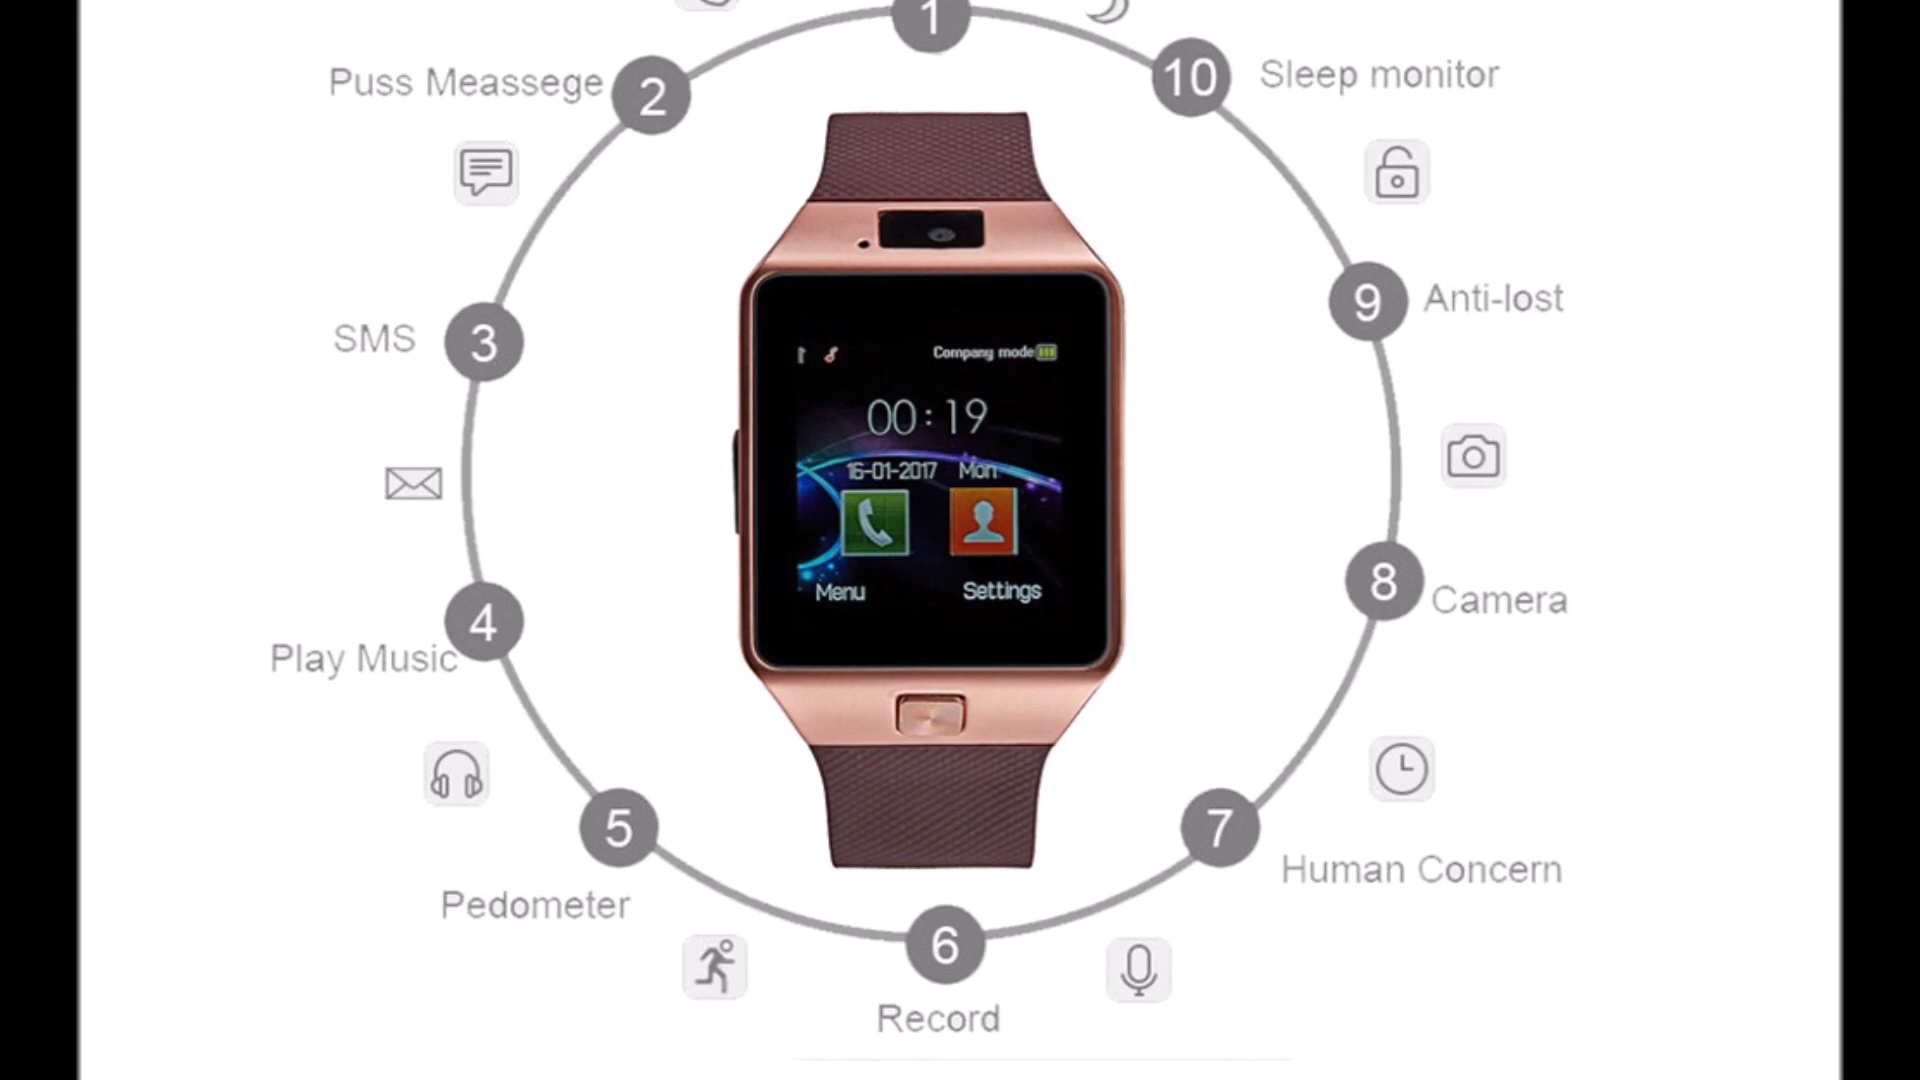 1
10
Sleep monitor
Puss Meassege
2
9
Anti-lost
SMS
3
Company mode
00:19
16-01-2017 Mon
Menu
Settings
8
Camera
4
Play Music
5
7
Human Concern
Pedometer
6
Record